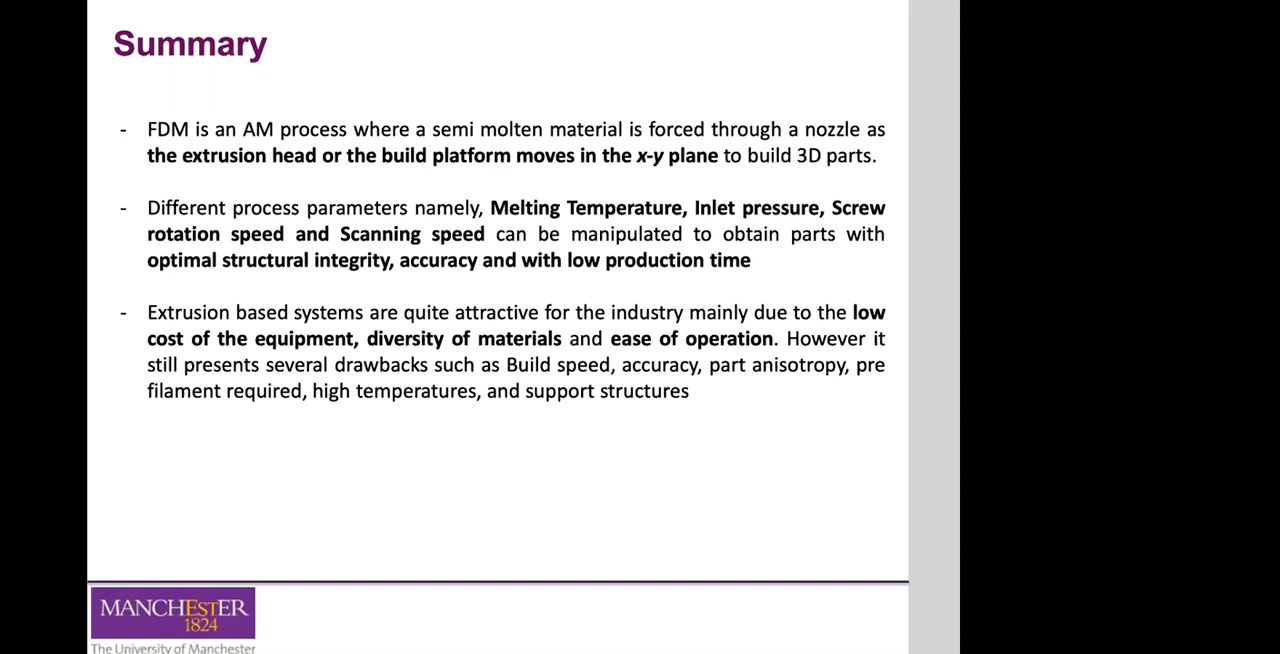 Summary
- FDM is an AM process where a semi molten material is forced through a nozzle as
the extrusion head or the build platform moves in the x-y plane to build 3D parts.
- Different process parameters namely, Melting Temperature, Inlet pressure, Screw
rotation speed and Scanning speed can be manipulated to obtain parts with
optimal structural integrity, accuracy and with low production time
- Extrusion based systems are quite attractive for the industry mainly due to the low
cost of the equipment, diversity of materials and ease of operation. However it
still presents several drawbacks such as Build speed, accuracy, part anisotropy, pre
filament required, high temperatures, and support structures
MANCHESTER
1824
The University of Manchester